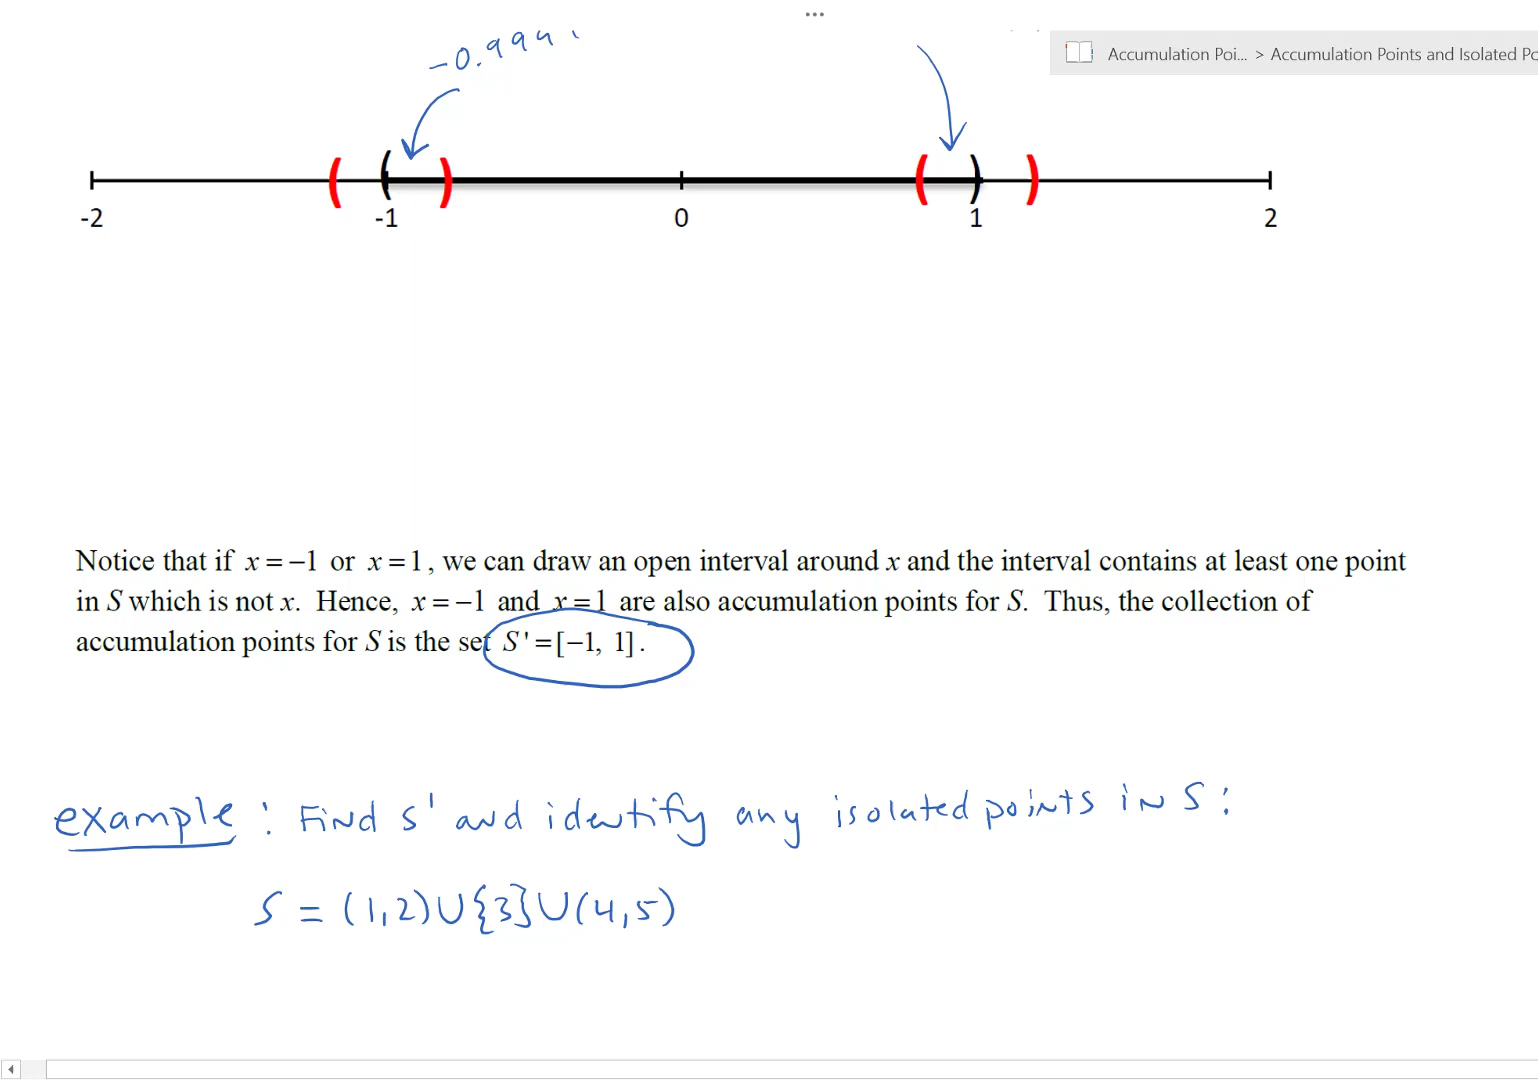 ...
-0.999
Accumulation Poi... > Accumulation Points and Isolated Po
( ( ) ( ) )
-2 -1 0 1 2
Notice that if x = −1 or x = 1, we can draw an open interval around x and the interval contains at least one point
in S which is not x. Hence, x = −1 and x = 1 are also accumulation points for S. Thus, the collection of
accumulation points for S is the set S' = [−1, 1].
example: Find S' and identify any isolated points in S:
S = (1,2)∪{3}∪(4,5)